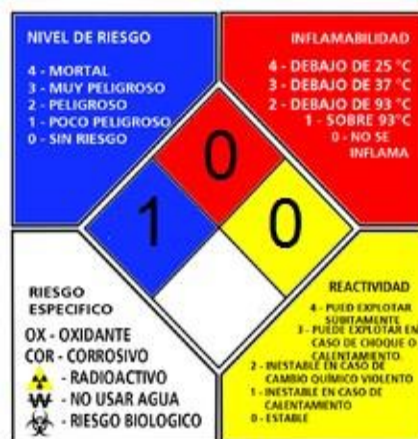 NIVEL DE RIESGO
4 - MORTAL
3 - MUY PELIGROSO
2 - PELIGROSO
1 - POCO PELIGROSO
0 - SIN RIESGO
INFLAMABILIDAD
4 - DEBAJO DE 25 °C
3 - DEBAJO DE 37 °C
2 - DEBAJO DE 93 °C
1 - SOBRE 93°C
0 - NO SE
INFLAMA
0
1
0
RIESGO
ESPECIFICO
OX - OXIDANTE
COR - CORROSIVO
- RADIOACTIVO
W - NO USAR AGUA
- RIESGO BIOLOGICO
REACTIVIDAD
4 - PUED EXPLOTAR
SÚBITAMENTE
3 - PUEDE EXPLOTAR EN
CASO DE CHOQUE O
CALENTAMIENTO.
2 - INESTABLE EN CASO DE
CAMBIO QUÍMICO VIOLENTO
1 - INESTABLE EN CASO DE
CALENTAMIENTO
0 - ESTABLE